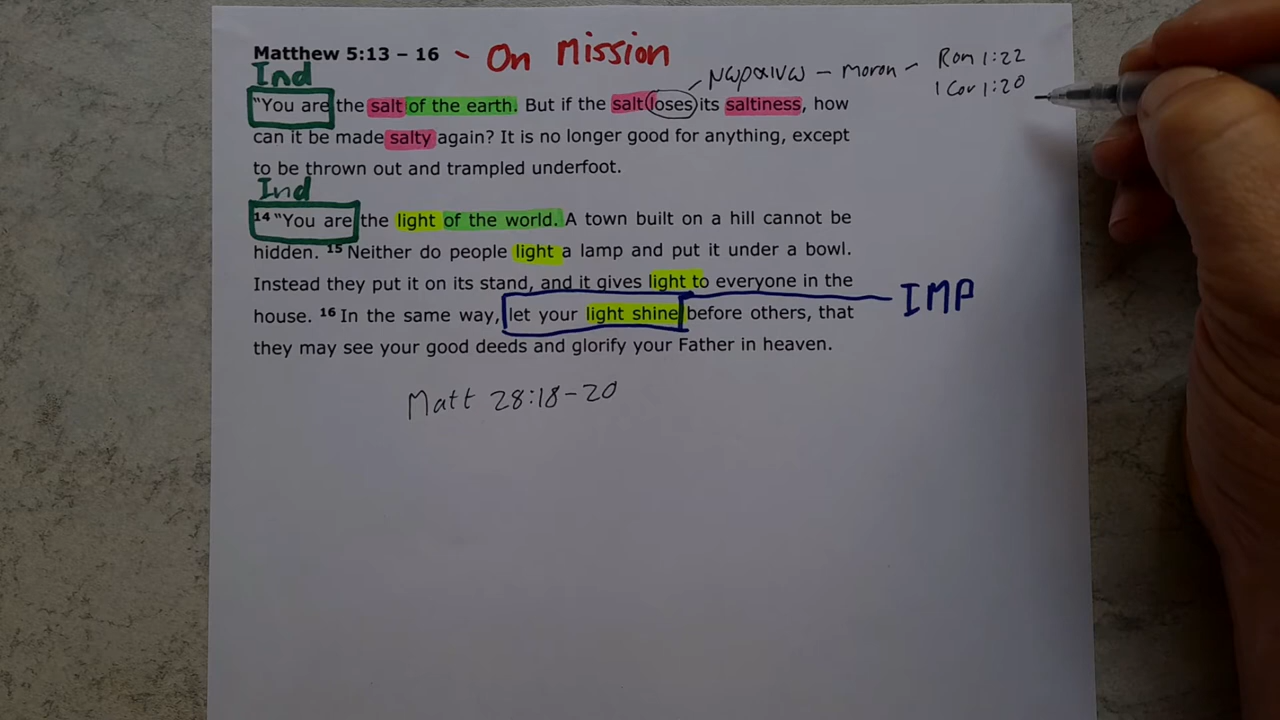 Matthew 5:13 – 16 - On Mission
μωραινω – moron – Rom 1:22
1 Cor 1:20
Ind
"You are the salt of the earth. But if the salt loses its saltiness, how
can it be made salty again? It is no longer good for anything, except
to be thrown out and trampled underfoot.
Ind
14 "You are the light of the world. A town built on a hill cannot be
hidden. 15 Neither do people light a lamp and put it under a bowl.
Instead they put it on its stand, and it gives light to everyone in the
IMP
house. 16 In the same way, let your light shine before others, that
they may see your good deeds and glorify your Father in heaven.
Matt 28:18-20